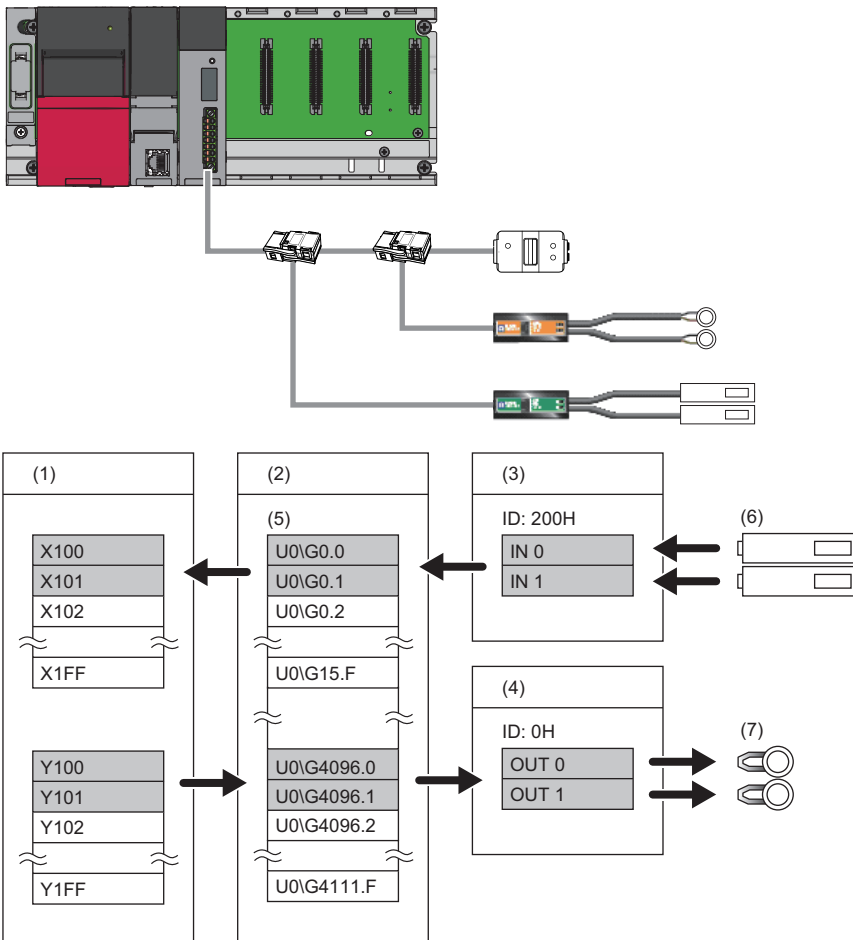 (1)
X100
X101
X102
X1FF
Y100
Y101
Y102
Y1FF
(2)
(5)
U0\G0.0
U0\G0.1
U0\G0.2
U0\G15.F
U0\G4096.0
U0\G4096.1
U0\G4096.2
U0\G4111.F
(3)
ID: 200H
IN 0
IN 1
(4)
ID: 0H
OUT 0
OUT 1
(6)
(7)